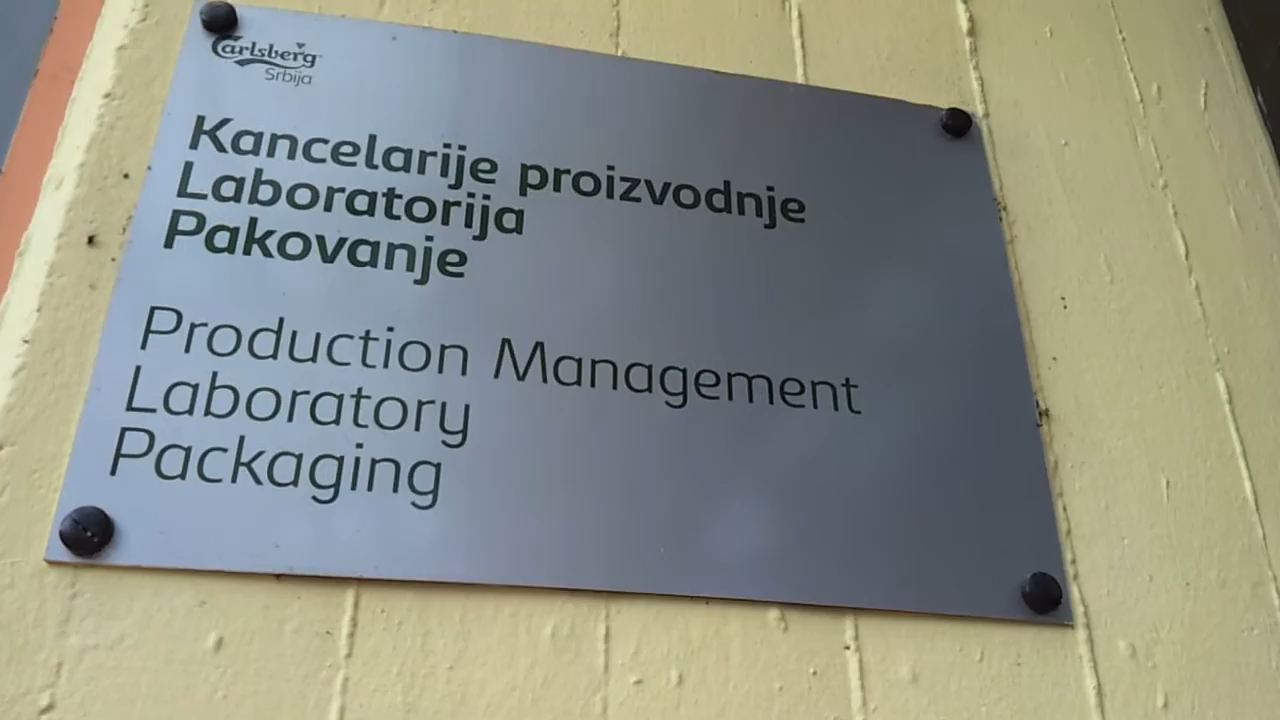 Carlsberg
Srbija
Kancelarije proizvodnje
Laboratorija
Pakovanje
Production Management
Laboratory
Packaging